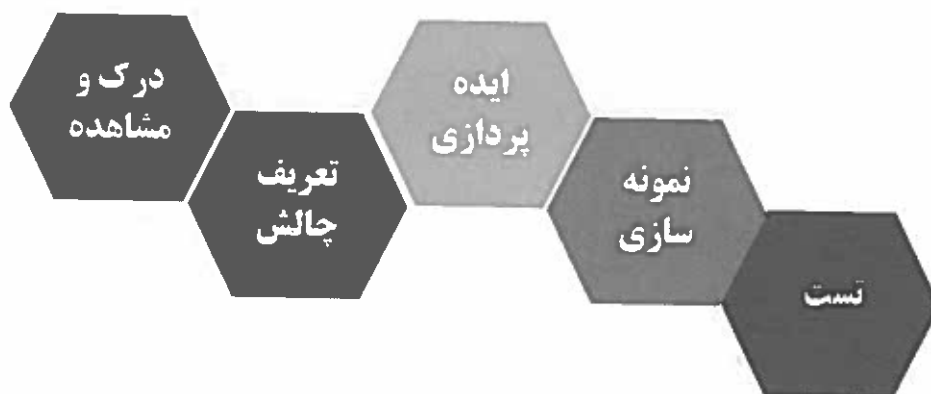 درک و
مشاهده
تعریف
چالش
ایده
پردازی
نمونه
سازی
تست